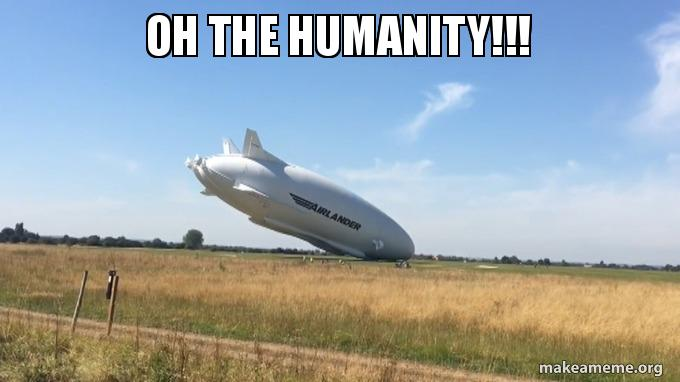 OH THE HUMANITY!!!
AIRLANDER
makeameme.org